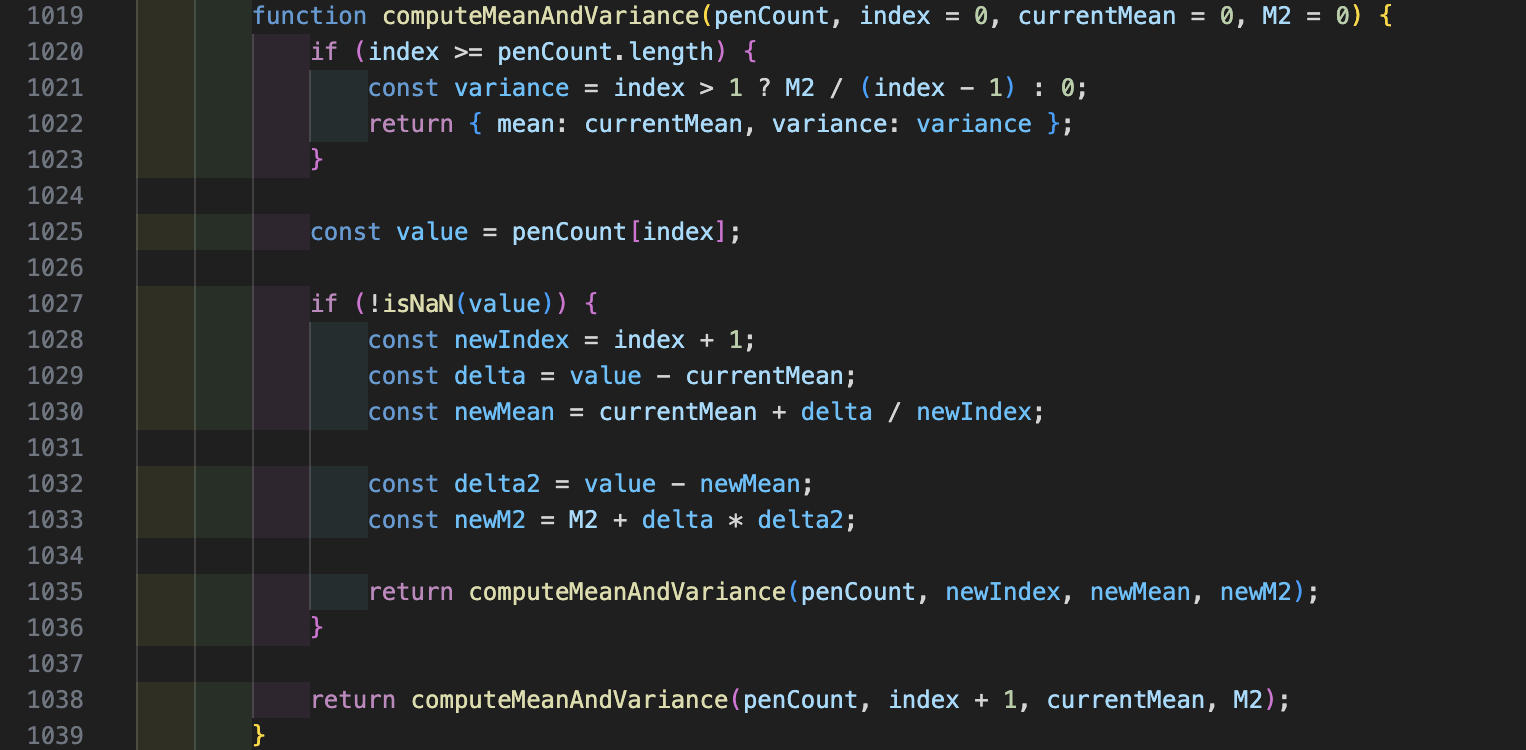 1019 function computeMeanAndVariance(penCount, index = 0, currentMean = 0, M2 = 0) {
1020 if (index >= penCount.length) {
1021 const variance = index > 1 ? M2 / (index - 1) : 0;
1022 return { mean: currentMean, variance: variance };
1023 }
1024
1025 const value = penCount[index];
1026
1027 if (!isNaN(value)) {
1028 const newIndex = index + 1;
1029 const delta = value - currentMean;
1030 const newMean = currentMean + delta / newIndex;
1031
1032 const delta2 = value - newMean;
1033 const newM2 = M2 + delta * delta2;
1034
1035 return computeMeanAndVariance(penCount, newIndex, newMean, newM2);
1036 }
1037
1038 return computeMeanAndVariance(penCount, index + 1, currentMean, M2);
1039 }